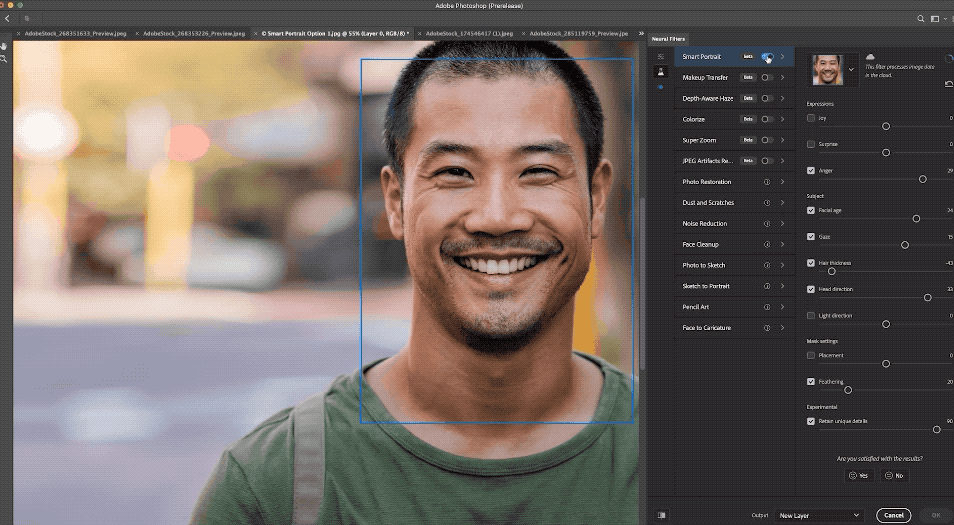 Adobe Photoshop (Prerelease)
AdobeStock_268351633_Preview.jpeg
AdobeStock_268353226_Preview.jpeg
© Smart Portrait Option 1.jpg @ 55% (Layer 0, RGB/8) *
AdobeStock_174546417 (1).jpeg
AdobeStock_285119759_Preview.jpe
Neural Filters
Smart Portrait Beta
Makeup Transfer Beta
Depth-Aware Haze Beta
Colorize Beta
Super Zoom Beta
JPEG Artifacts Re... Beta
Photo Restoration
Dust and Scratches
Noise Reduction
Face Cleanup
Photo to Sketch
Sketch to Portrait
Pencil Art
Face to Caricature
This filter processes image data
in the cloud.
Expressions
Joy 0
Surprise 0
Anger 29
Subject
Facial age 24
Gaze 15
Hair thickness -43
Head direction 33
Light direction 0
Mask settings
Placement 0
Feathering 20
Experimental
Retain unique details 90
Are you satisfied with the results?
Yes No
Output New Layer Cancel OK